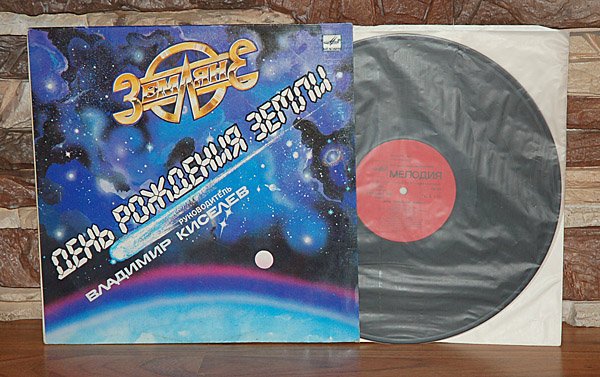 Земляне
ДЕНЬ РОЖДЕНИЯ ЗЕМЛИ
РУКОВОДИТЕЛЬ
ВЛАДИМИР КИСЕЛЕВ
МЕЛОДИЯ